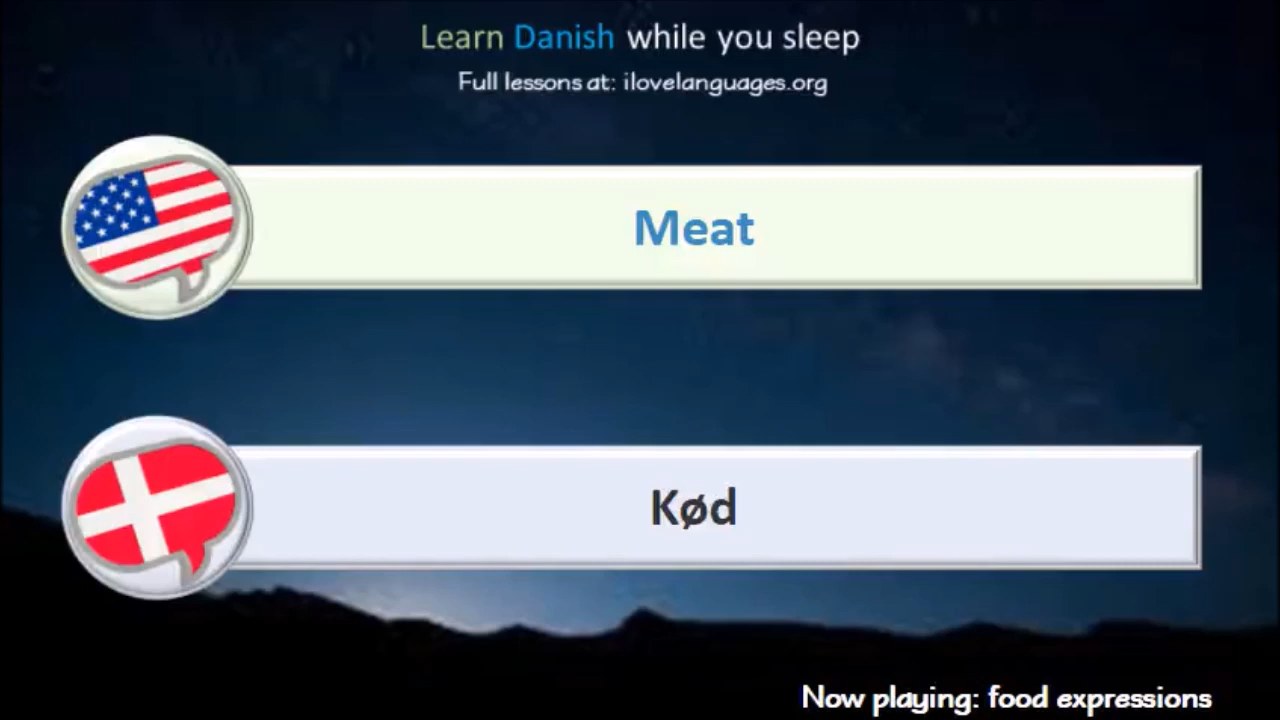 Learn Danish while you sleep
Full lessons at: ilovelanguages.org
Meat
Kød
Now playing: food expressions